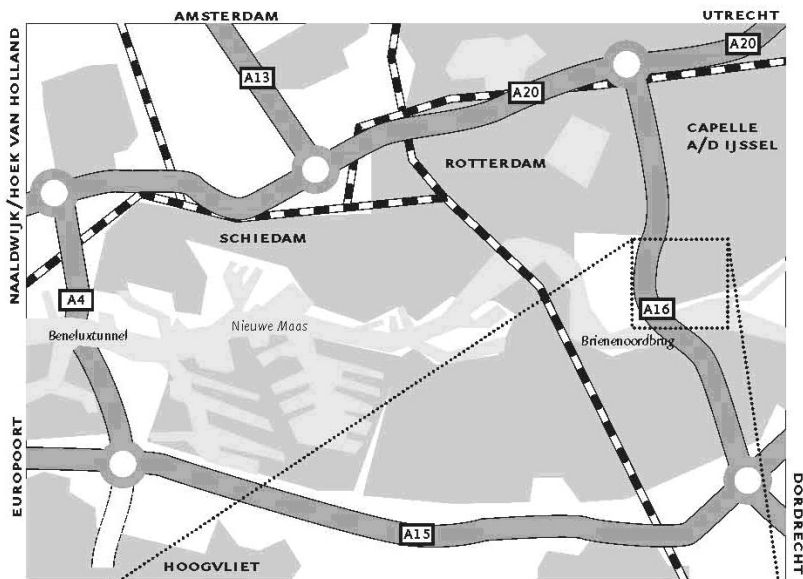 AMSTERDAM
UTRECHT
A20
A13
A20
NAALDWIJK/HOEK VAN HOLLAND
CAPELLE
A/D IJSSEL
ROTTERDAM
SCHIEDAM
A4
A16
Nieuwe Maas
Beneluxtunnel
Brienenoordbrug
EUROPOORT
DORDRECHT
A15
HOOGVLIET